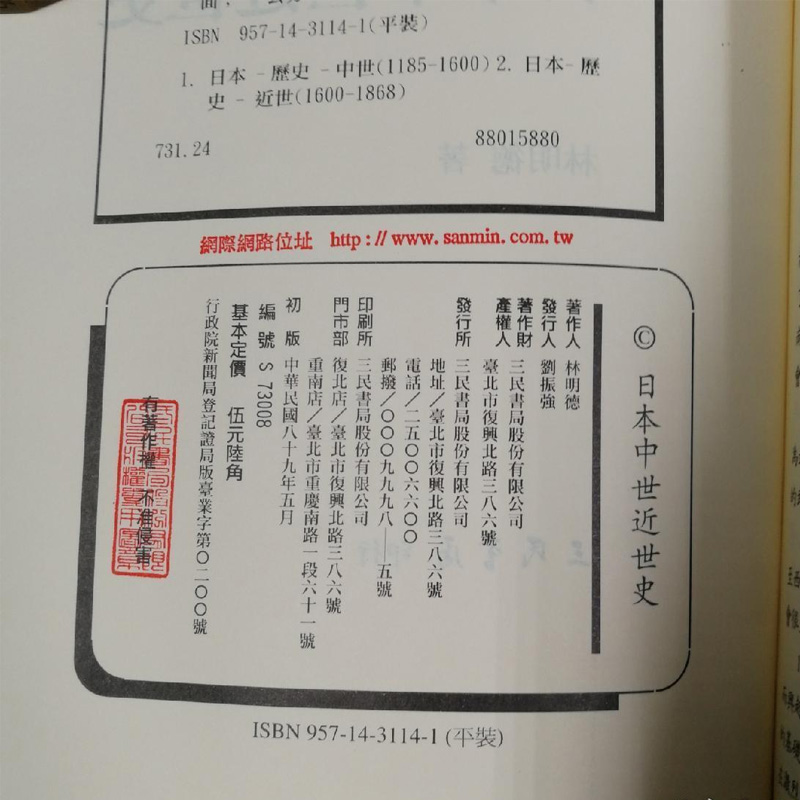 ISBN 957-14-3114-1(平裝)
1. 日本 - 歷史 - 中世(1185-1600) 2. 日本 - 歷
史 - 近世(1600-1868)
731.24 88015880
網際網路位址 http://www.sanmin.com.tw
© 日本中世近世史
著作人 林明德
發行人 劉振強
著作財
產權人 三民書局股份有限公司
臺北市復興北路三八六號
發行所 三民書局股份有限公司
地址/臺北市復興北路三八六號
電話/二五○○六六○○
郵撥/○○○九九九八——五號
印刷所 三民書局股份有限公司
門市部 復北店/臺北市復興北路三八六號
重南店/臺北市重慶南路一段六十一號
初版 中華民國八十九年五月
編號 S 73008
基本定價 伍元陸角
行政院新聞局登記證局版臺業字第○二○○號
有著作權 不准侵害
ISBN 957-14-3114-1 (平裝)
林明德 著